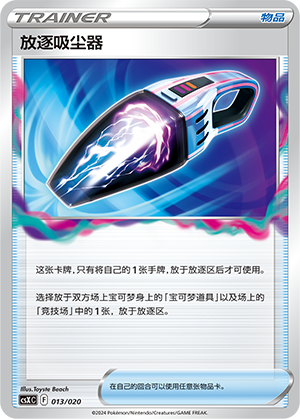 TRAINER 物品
放逐吸尘器
这张卡牌,只有将自己的1张手牌,放于放逐区后才可使用。
选择放于双方场上宝可梦身上的「宝可梦道具」以及场上的
「竞技场」中的1张,放于放逐区。
Illus.Toyste Beach
csX C F 013/020
在自己的回合可以使用任意张物品卡。
©2024 Pokémon/Nintendo/Creatures/GAME FREAK.